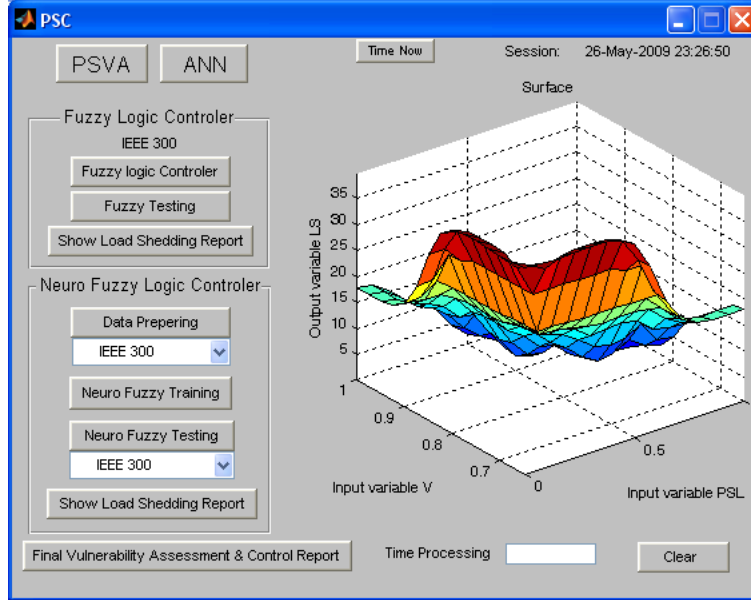 PSC
PSVA
ANN
Time Now
Session: 26-May-2009 23:26:50
Fuzzy Logic Controler
IEEE 300
Fuzzy logic Controler
Fuzzy Testing
Show Load Shedding Report
Neuro Fuzzy Logic Controler
Data Prepering
IEEE 300
Neuro Fuzzy Training
Neuro Fuzzy Testing
IEEE 300
Show Load Shedding Report
Final Vulnerability Assessment & Control Report
Surface
Output variable LS
35
30
25
20
15
10
5
1
0.9
0.8
0.7
Input variable V
0
0.5
Input variable PSL
Time Processing
Clear